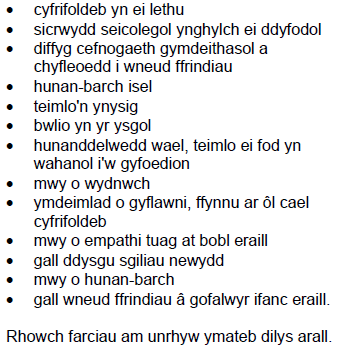 • cyfrifoldeb yn ei lethu
• sicrwydd seicolegol ynghylch ei ddyfodol
• diffyg cefnogaeth gymdeithasol a
chyfleoedd i wneud ffrindiau
• hunan-barch isel
• teimlo'n ynysig
• bwlio yn yr ysgol
• hunanddelwedd wael, teimlo ei fod yn
wahanol i'w gyfoedion
• mwy o wydnwch
• ymdeimlad o gyflawni, ffynnu ar ôl cael
cyfrifoldeb
• mwy o empathi tuag at bobl eraill
• gall ddysgu sgiliau newydd
• mwy o hunan-barch
• gall wneud ffrindiau â gofalwyr ifanc eraill.
Rhowch farciau am unrhyw ymateb dilys arall.